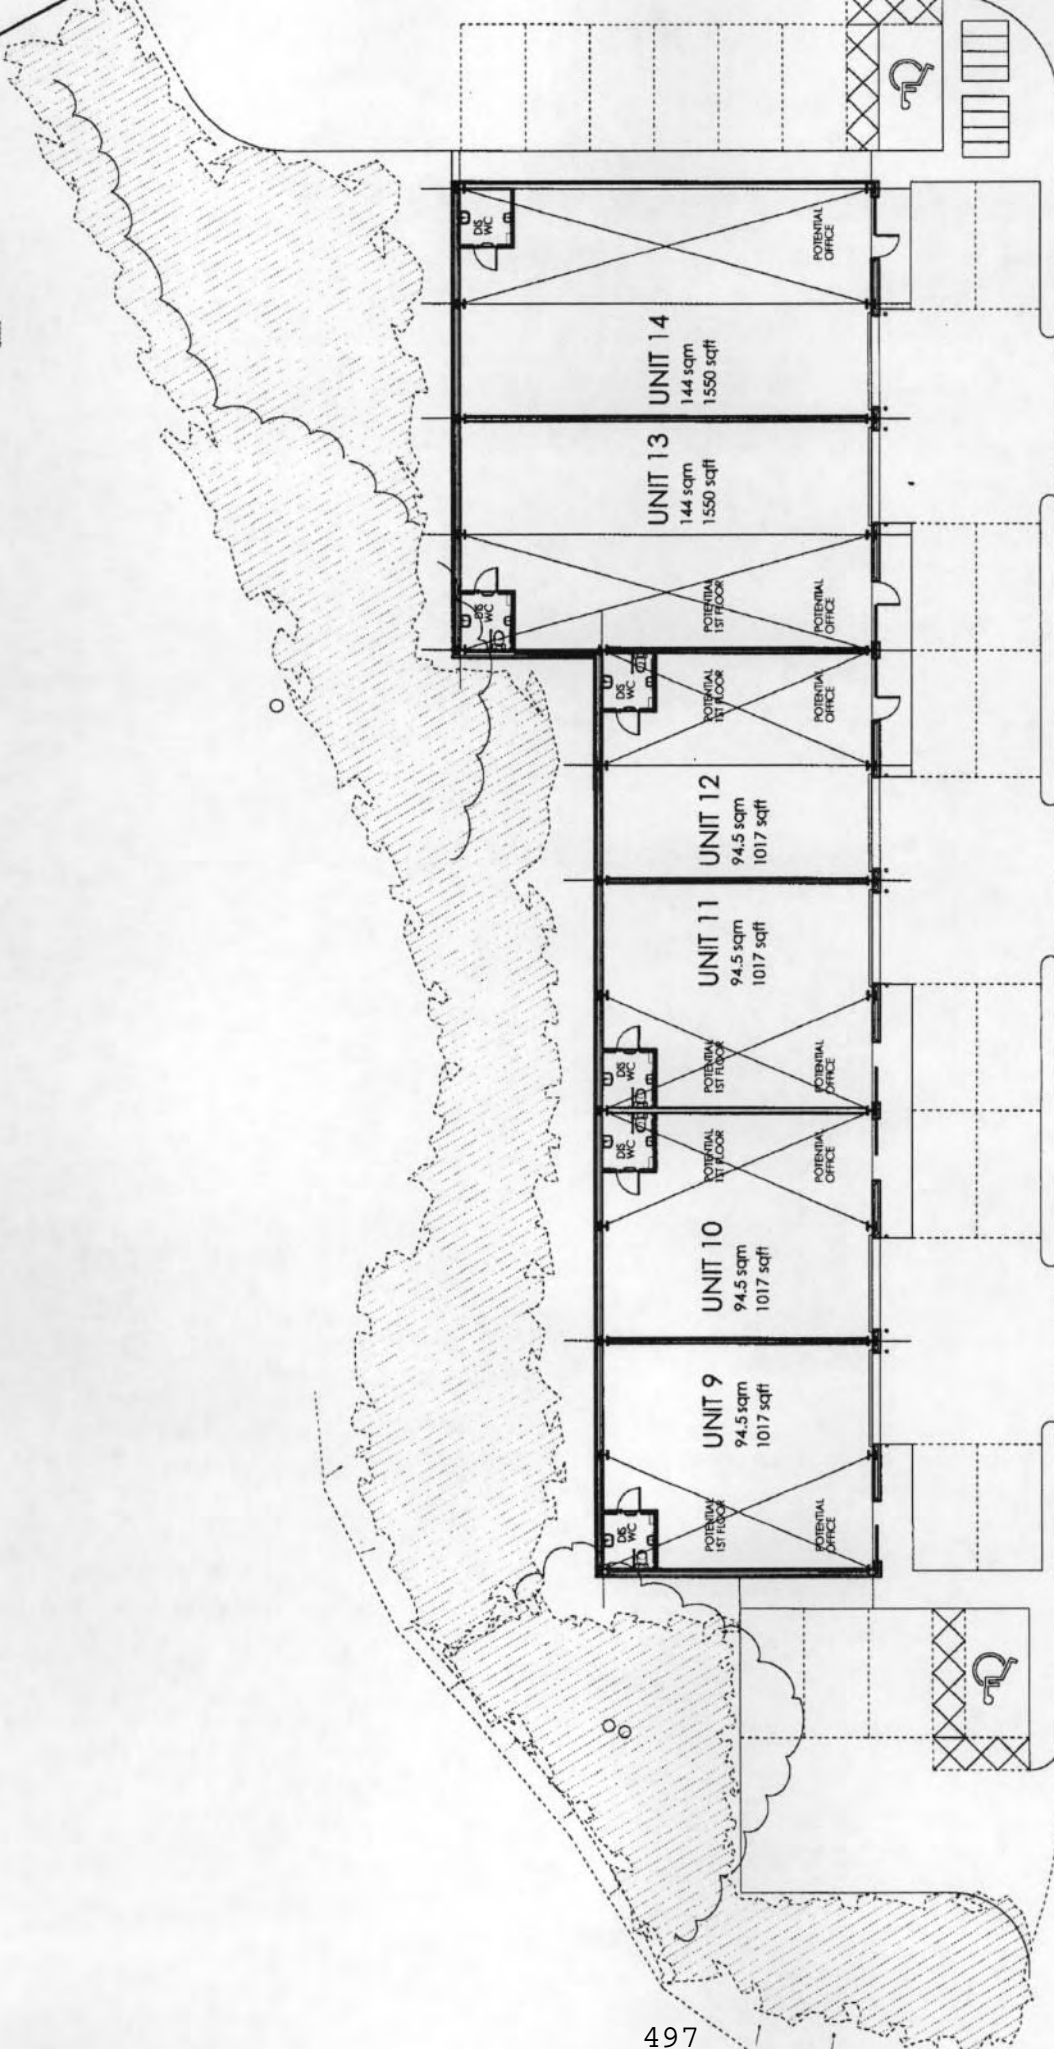 DIS
WC
POTENTIAL
OFFICE
UNIT 14
144 sqm
1550 sqft
UNIT 13
144 sqm
1550 sqft
DIS
WC
POTENTIAL
1ST FLOOR
POTENTIAL
OFFICE
DIS
WC
POTENTIAL
1ST FLOOR
POTENTIAL
OFFICE
UNIT 12
94.5 sqm
1017 sqft
UNIT 11
94.5 sqm
1017 sqft
DIS
WC
POTENTIAL
1ST FLOOR
POTENTIAL
OFFICE
DIS
WC
POTENTIAL
1ST FLOOR
POTENTIAL
OFFICE
UNIT 10
94.5 sqm
1017 sqft
UNIT 9
94.5 sqm
1017 sqft
DIS
WC
POTENTIAL
1ST FLOOR
POTENTIAL
OFFICE
497